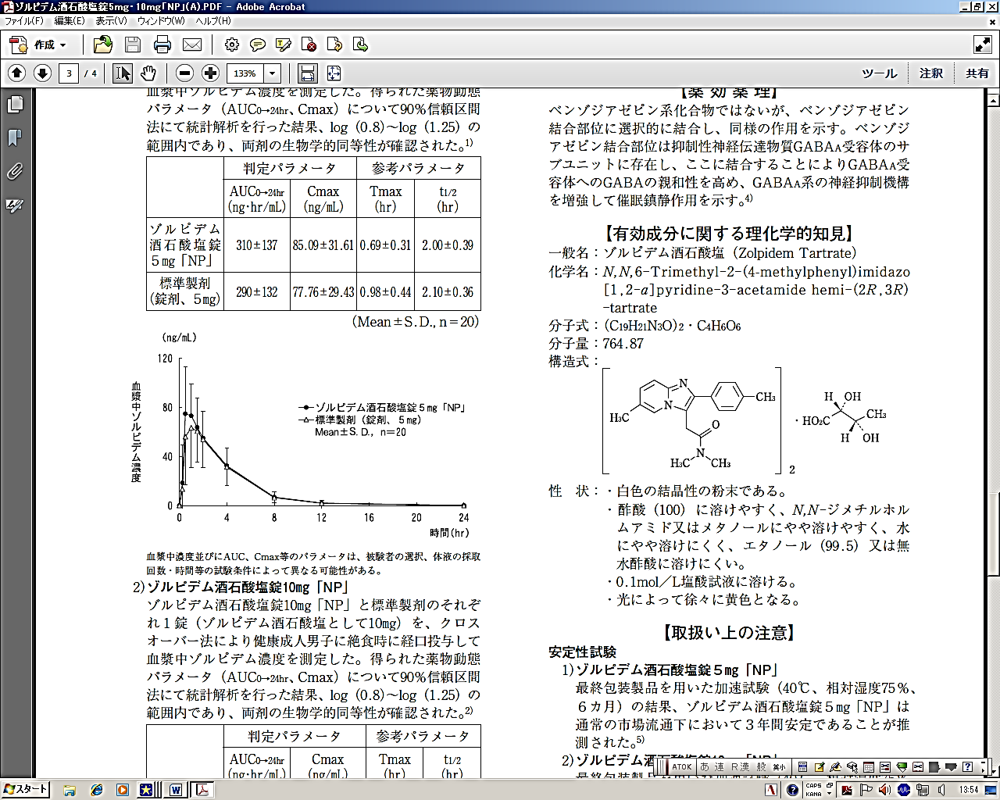 ゾルピデム酒石酸塩錠5mg・10mg「NP」(A).PDF - Adobe Acrobat
ファイル(F) 編集(E) 表示(V) ウィンドウ(W) ヘルプ(H)
作成
3 / 4
133%
ツール 注釈 共有
血漿中ゾルピデム濃度を測定した。得られた薬物動態
パラメータ（AUC0→24hr、Cmax）について90％信頼区間
法にて統計解析を行った結果、log（0.8）～log（1.25）の
範囲内であり、両剤の生物学的同等性が確認された。1)
判定パラメータ 参考パラメータ
AUC0→24hr Cmax Tmax t1/2
(ng･hr/mL) (ng/mL) (hr) (hr)
ゾルピデム
酒石酸塩錠
5mg「NP」
310±137 85.09±31.61 0.69±0.31 2.00±0.39
標準製剤
(錠剤、5mg)
290±132 77.76±29.43 0.98±0.44 2.10±0.36
(Mean±S.D., n＝20)
(ng/mL)
120
80
40
0
血漿中ゾルピデム濃度
ゾルピデム酒石酸塩錠5mg「NP」
標準製剤（錠剤、5mg）
Mean±S.D., n=20
0 4 8 12 16 20 24
時間(hr)
血漿中濃度並びにAUC、Cmax等のパラメータは、被験者の選択、体液の採取
回数・時間等の試験条件によって異なる可能性がある。
2)ゾルピデム酒石酸塩錠10mg「NP」
ゾルピデム酒石酸塩錠10mg「NP」と標準製剤のそれぞ
れ1錠（ゾルピデム酒石酸塩として10mg）を、クロス
オーバー法により健康成人男子に絶食時に経口投与して
血漿中ゾルピデム濃度を測定した。得られた薬物動態
パラメータ（AUC0→24hr、Cmax）について90％信頼区間
法にて統計解析を行った結果、log（0.8）～log（1.25）の
範囲内であり、両剤の生物学的同等性が確認された。2)
判定パラメータ 参考パラメータ
AUC0→24hr Cmax Tmax t1/2
(ng･hr/mL) (ng/mL) (hr) (hr)
【薬効薬理】
ベンゾジアゼピン系化合物ではないが、ベンゾジアゼピン
結合部位に選択的に結合し、同様の作用を示す。ベンゾジ
アゼピン結合部位は抑制性神経伝達物質GABAA受容体のサ
ブユニットに存在し、ここに結合することによりGABAA受
容体へのGABAの親和性を高め、GABAA系の神経抑制機構
を増強して催眠鎮静作用を示す。4)
【有効成分に関する理化学的知見】
一般名：ゾルピデム酒石酸塩（Zolpidem Tartrate）
化学名：N,N,6-Trimethyl-2-(4-methylphenyl)imidazo
[1,2-a]pyridine-3-acetamide hemi-(2R,3R)
-tartrate
分子式：(C19H21N3O)2・C4H6O6
分子量：764.87
構造式：
N
N
CH3
H3C
O
N
H3C CH3
2
・HO2C
H OH
CH3
H OH
性　状：・白色の結晶性の粉末である。
・酢酸（100）に溶けやすく、N,N-ジメチルホル
ムアミド又はメタノールにやや溶けやすく、水
にやや溶けにくく、エタノール（99.5）又は無
水酢酸に溶けにくい。
・0.1mol／L塩酸試液に溶ける。
・光によって徐々に黄色となる。
【取扱い上の注意】
安定性試験
1)ゾルピデム酒石酸塩錠5mg「NP」
最終包装製品を用いた加速試験（40℃、相対湿度75％、
6カ月）の結果、ゾルピデム酒石酸塩錠5mg「NP」は
通常の市場流通下において3年間安定であることが推
測された。5)
2)ゾルピデム酒石酸塩錠10mg「NP」
ATOK あ 連 R漢 般 英小
スタート
CAPS
KANA
13:54